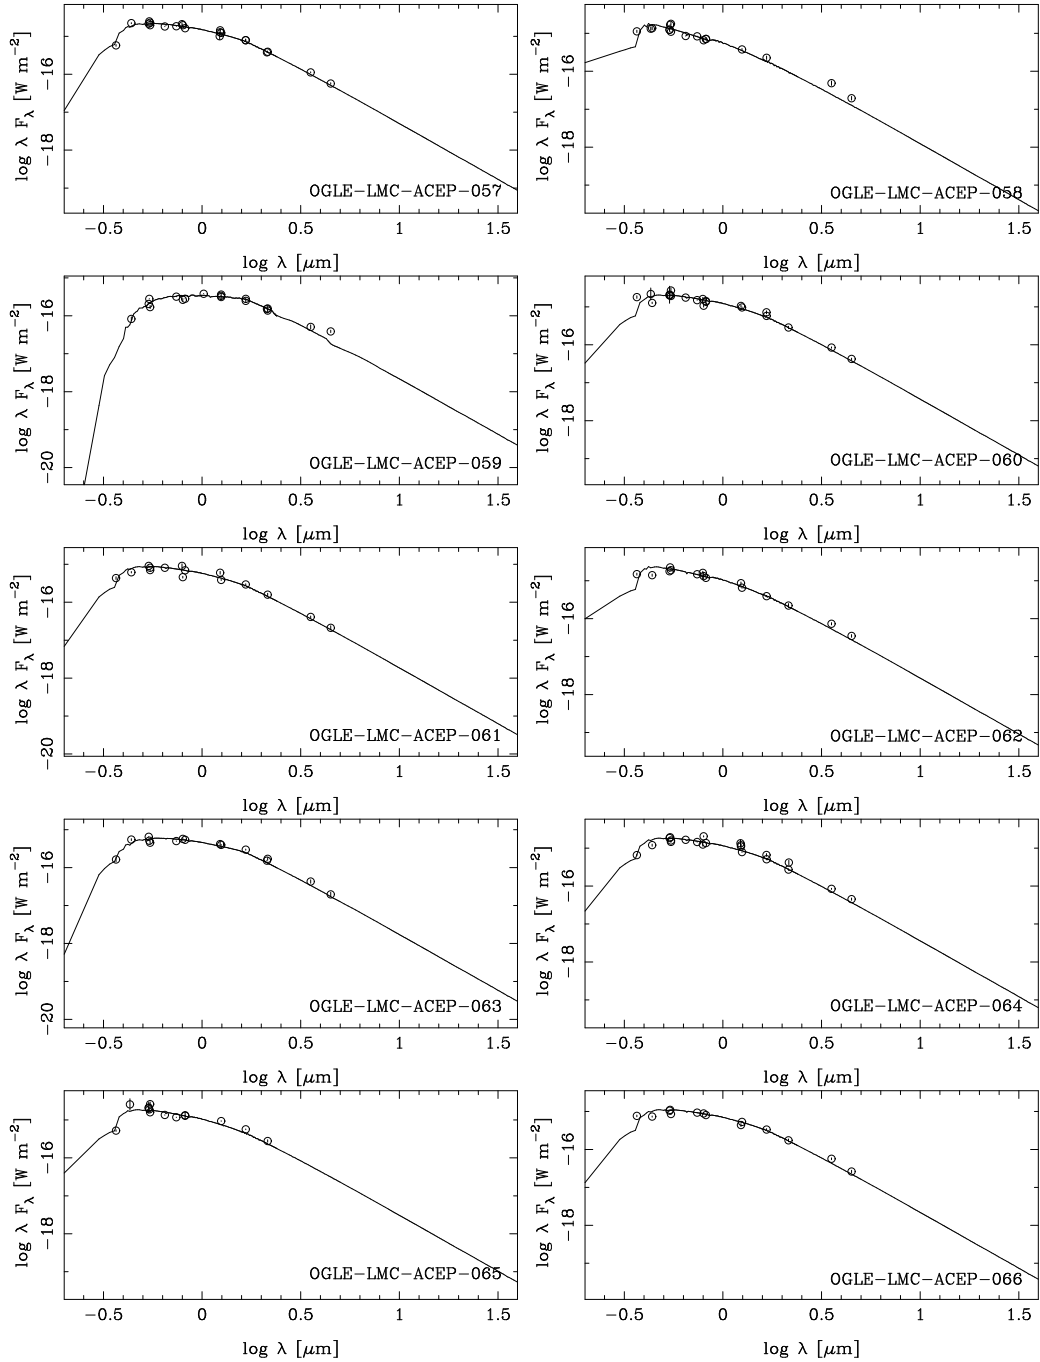 log λ F_λ [W m⁻²]
−16
−18
OGLE−LMC−ACEP−057
−0.5 0 0.5 1 1.5
log λ [μm]
log λ F_λ [W m⁻²]
−16
−18
OGLE−LMC−ACEP−058
−0.5 0 0.5 1 1.5
log λ [μm]
log λ F_λ [W m⁻²]
−16
−18
−20
OGLE−LMC−ACEP−059
−0.5 0 0.5 1 1.5
log λ [μm]
log λ F_λ [W m⁻²]
−16
−18
OGLE−LMC−ACEP−060
−0.5 0 0.5 1 1.5
log λ [μm]
log λ F_λ [W m⁻²]
−16
−18
−20
OGLE−LMC−ACEP−061
−0.5 0 0.5 1 1.5
log λ [μm]
log λ F_λ [W m⁻²]
−16
−18
OGLE−LMC−ACEP−062
−0.5 0 0.5 1 1.5
log λ [μm]
log λ F_λ [W m⁻²]
−16
−18
−20
OGLE−LMC−ACEP−063
−0.5 0 0.5 1 1.5
log λ [μm]
log λ F_λ [W m⁻²]
−16
−18
OGLE−LMC−ACEP−064
−0.5 0 0.5 1 1.5
log λ [μm]
log λ F_λ [W m⁻²]
−16
−18
OGLE−LMC−ACEP−065
−0.5 0 0.5 1 1.5
log λ [μm]
log λ F_λ [W m⁻²]
−16
−18
OGLE−LMC−ACEP−066
−0.5 0 0.5 1 1.5
log λ [μm]